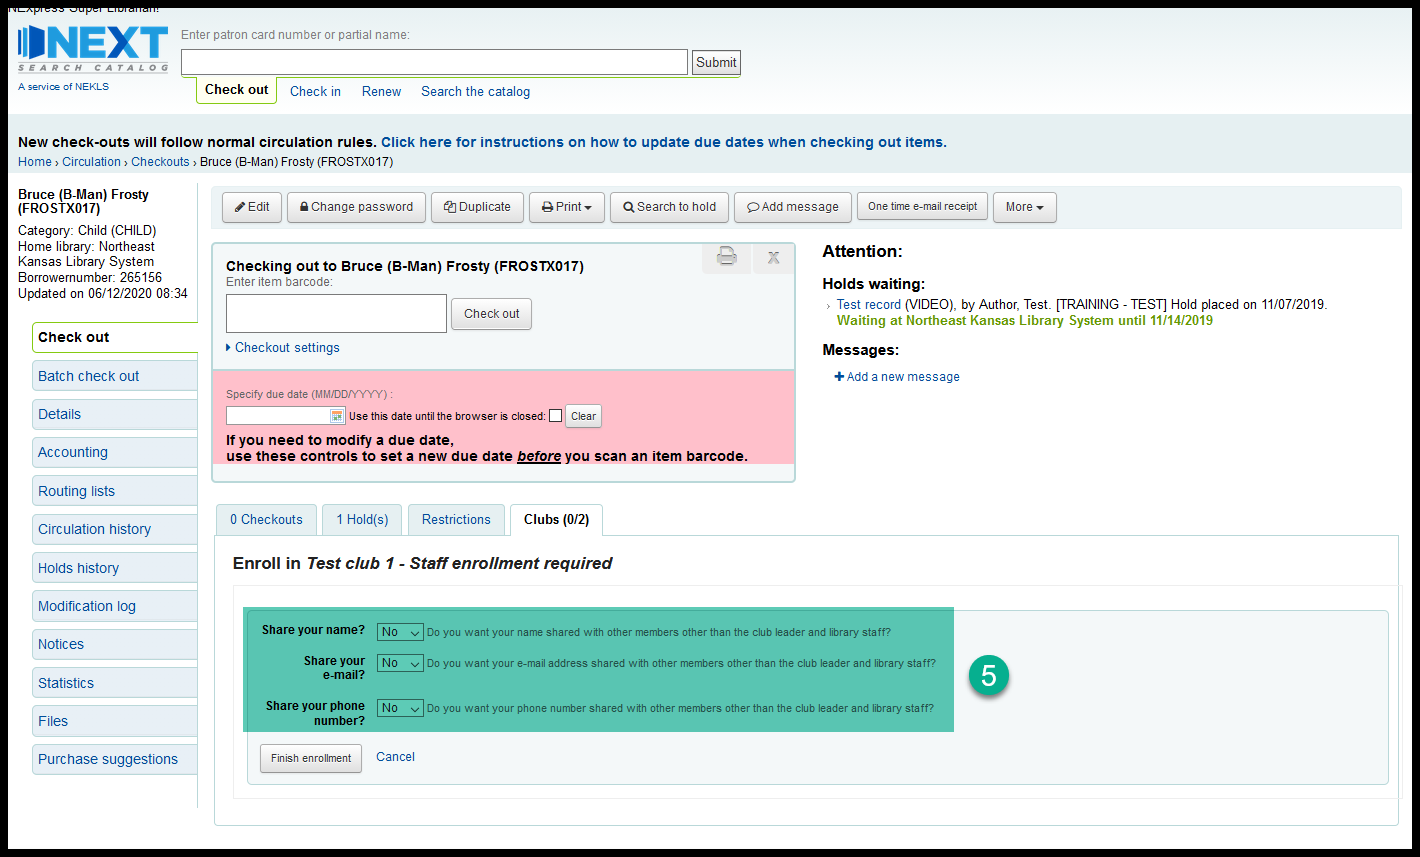 NEXpress Super Librarian!
NEXT
SEARCH CATALOG
A service of NEKLS
Enter patron card number or partial name:
Submit
Check out
Check in
Renew
Search the catalog
New check-outs will follow normal circulation rules. Click here for instructions on how to update due dates when checking out items.
Home › Circulation › Checkouts › Bruce (B-Man) Frosty (FROSTX017)
Bruce (B-Man) Frosty
(FROSTX017)
Category: Child (CHILD)
Home library: Northeast
Kansas Library System
Borrowernumber: 265156
Updated on 06/12/2020 08:34
Check out
Batch check out
Details
Accounting
Routing lists
Circulation history
Holds history
Modification log
Notices
Statistics
Files
Purchase suggestions
Edit
Change password
Duplicate
Print
Search to hold
Add message
One time e-mail receipt
More
Checking out to Bruce (B-Man) Frosty (FROSTX017)
X
Enter item barcode:
Check out
Checkout settings
Specify due date (MM/DD/YYYY) :
Use this date until the browser is closed:
Clear
If you need to modify a due date,
use these controls to set a new due date before you scan an item barcode.
Attention:
Holds waiting:
› Test record (VIDEO), by Author, Test. [TRAINING - TEST] Hold placed on 11/07/2019.
Waiting at Northeast Kansas Library System until 11/14/2019
Messages:
Add a new message
0 Checkouts
1 Hold(s)
Restrictions
Clubs (0/2)
Enroll in Test club 1 - Staff enrollment required
Share your name? No Do you want your name shared with other members other than the club leader and library staff?
Share your
e-mail?
No Do you want your e-mail address shared with other members other than the club leader and library staff?
Share your phone
number?
No Do you want your phone number shared with other members other than the club leader and library staff?
5
Finish enrollment
Cancel